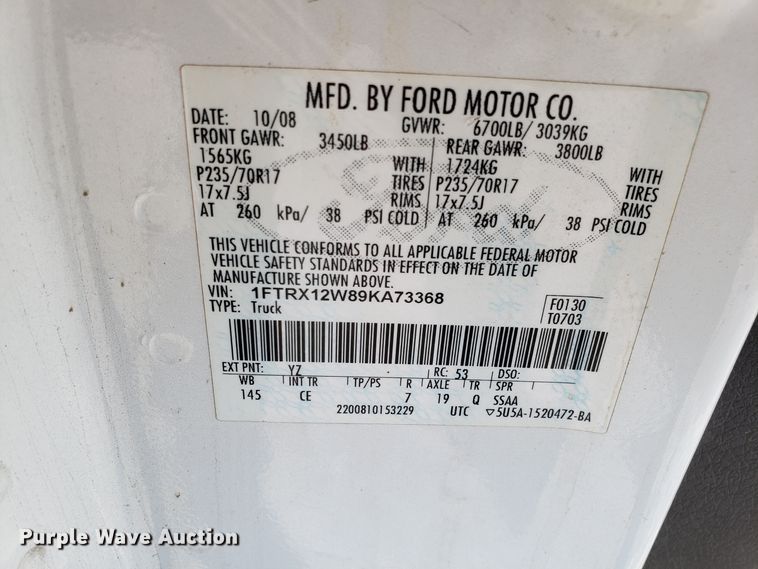 MFD. BY FORD MOTOR CO.
DATE: 10/08 GVWR: 6700LB/ 3039KG
FRONT GAWR: 3450LB REAR GAWR: 3800LB
1565KG WITH 1724KG WITH
P235/70R17 TIRES P235/70R17 TIRES
17x7.5J RIMS 17x7.5J RIMS
AT 260 kPa/ 38 PSI COLD AT 260 kPa/ 38 PSI COLD
Ford
THIS VEHICLE CONFORMS TO ALL APPLICABLE FEDERAL MOTOR
VEHICLE SAFETY STANDARDS IN EFFECT ON THE DATE OF
MANUFACTURE SHOWN ABOVE.
VIN: 1FTRX12W89KA73368 F0130
TYPE: Truck T0703
EXT PNT: YZ RC: 53 DSO:
WB INT TR TP/PS R AXLE TR SPR
145 CE 7 19 Q SSAA
2200810153229 UTC ▽5U5A-1520472-BA
Purple Wave Auction